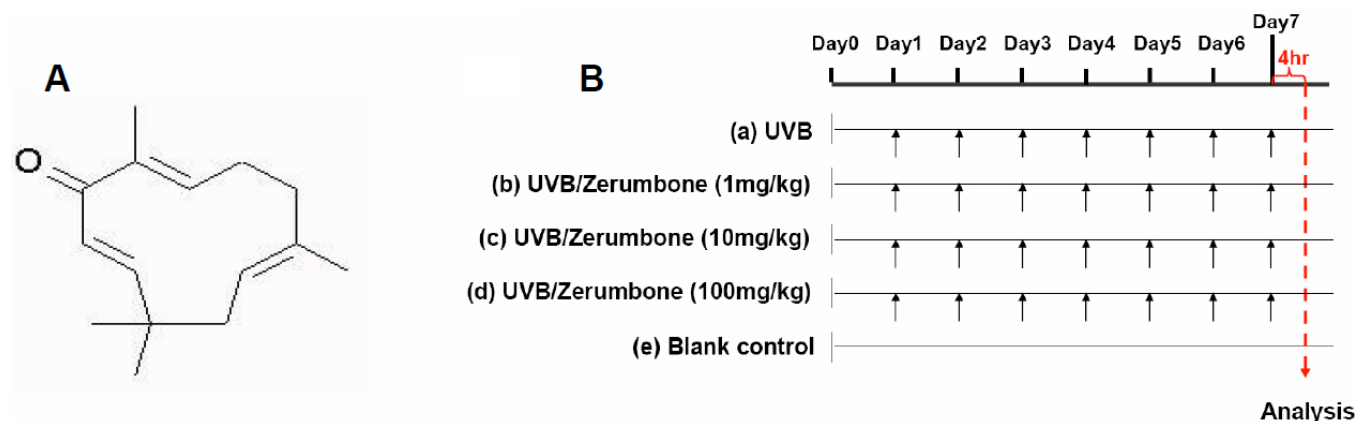 A
O
B
Day0 Day1 Day2 Day3 Day4 Day5 Day6 Day7
4hr
(a) UVB
(b) UVB/Zerumbone (1mg/kg)
(c) UVB/Zerumbone (10mg/kg)
(d) UVB/Zerumbone (100mg/kg)
(e) Blank control
Analysis